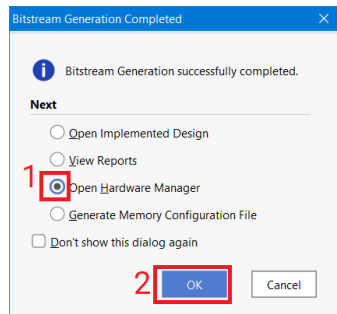 Bitstream Generation Completed
Bitstream Generation successfully completed.
Next
Open Implemented Design
View Reports
1
Open Hardware Manager
Generate Memory Configuration File
Don't show this dialog again
2
OK
Cancel